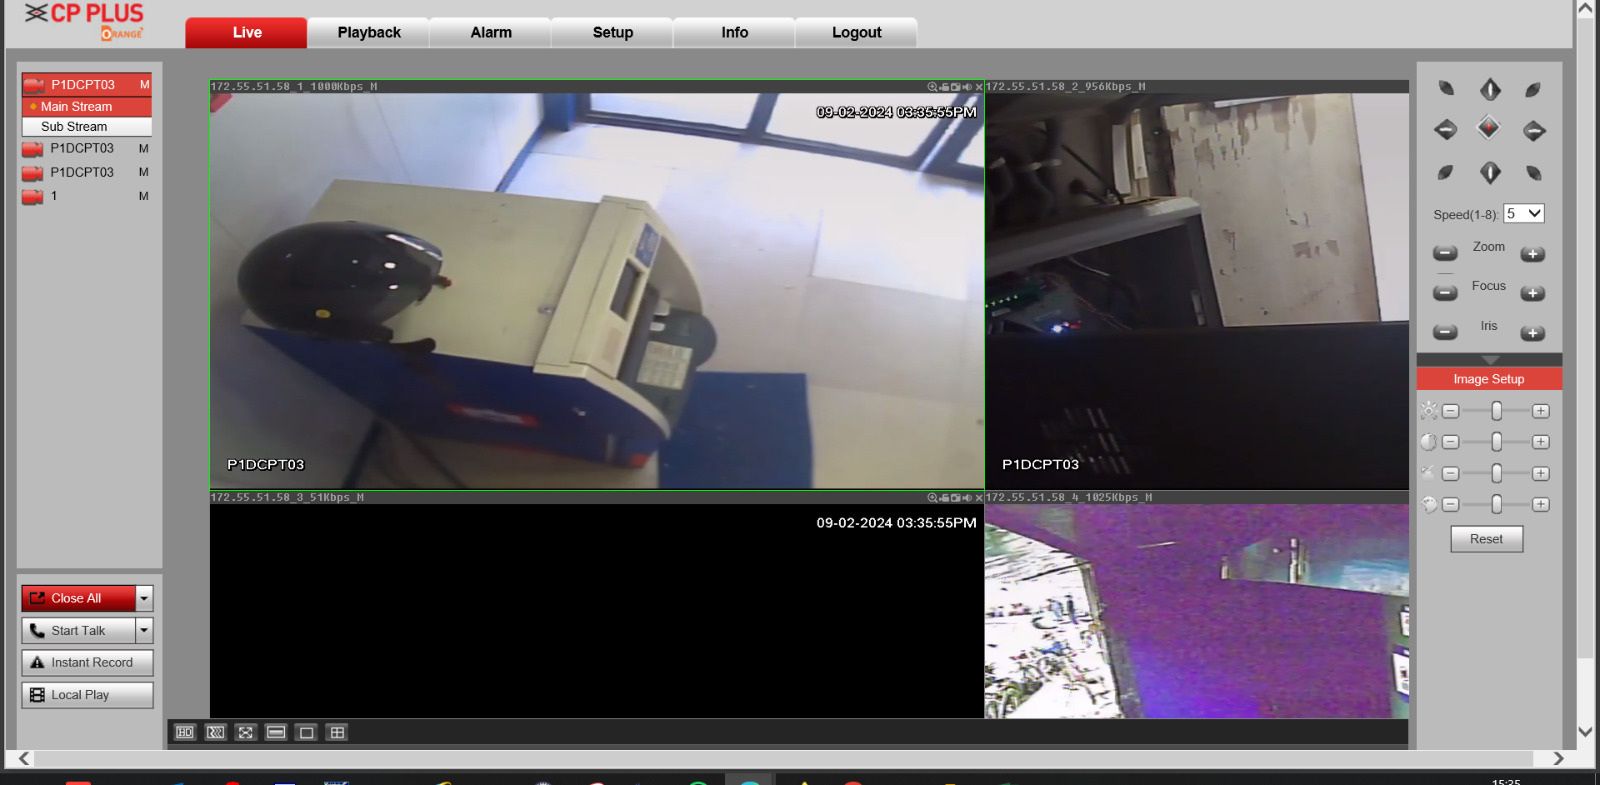 CP PLUS
ORANGE
Live
Playback
Alarm
Setup
Info
Logout
P1DCPT03 M
Main Stream
Sub Stream
P1DCPT03 M
P1DCPT03 M
1 M
Close All
Start Talk
Instant Record
Local Play
172.55.51.58_1_1000Kbps_M
09-02-2024 03:35:55PM
P1DCPT03
172.55.51.58_2_956Kbps_M
P1DCPT03
172.55.51.58_3_51Kbps_M
09-02-2024 03:35:55PM
172.55.51.58_4_1025Kbps_M
HD
Speed(1-8): 5
Zoom
Focus
Iris
Image Setup
Reset
15:35